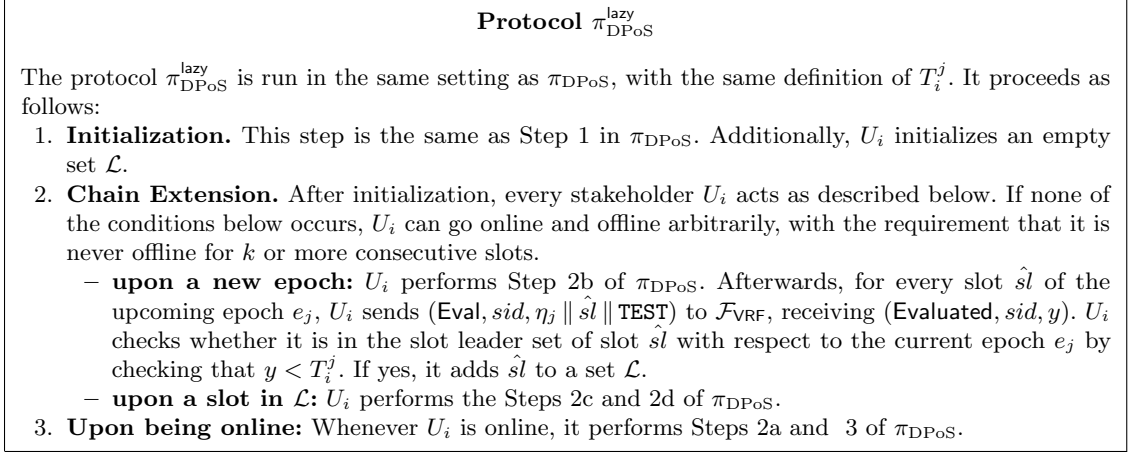 Protocol π^lazy_DPoS
The protocol π^lazy_DPoS is run in the same setting as π_DPoS, with the same definition of T_i^j. It proceeds as
follows:
1. Initialization. This step is the same as Step 1 in π_DPoS. Additionally, U_i initializes an empty
set ℒ.
2. Chain Extension. After initialization, every stakeholder U_i acts as described below. If none of
the conditions below occurs, U_i can go online and offline arbitrarily, with the requirement that it is
never offline for k or more consecutive slots.
– upon a new epoch: U_i performs Step 2b of π_DPoS. Afterwards, for every slot ŝl of the
upcoming epoch e_j, U_i sends (Eval, sid, η_j ∥ ŝl ∥ TEST) to ℱ_VRF, receiving (Evaluated, sid, y). U_i
checks whether it is in the slot leader set of slot ŝl with respect to the current epoch e_j by
checking that y < T_i^j. If yes, it adds ŝl to a set ℒ.
– upon a slot in ℒ: U_i performs the Steps 2c and 2d of π_DPoS.
3. Upon being online: Whenever U_i is online, it performs Steps 2a and 3 of π_DPoS.